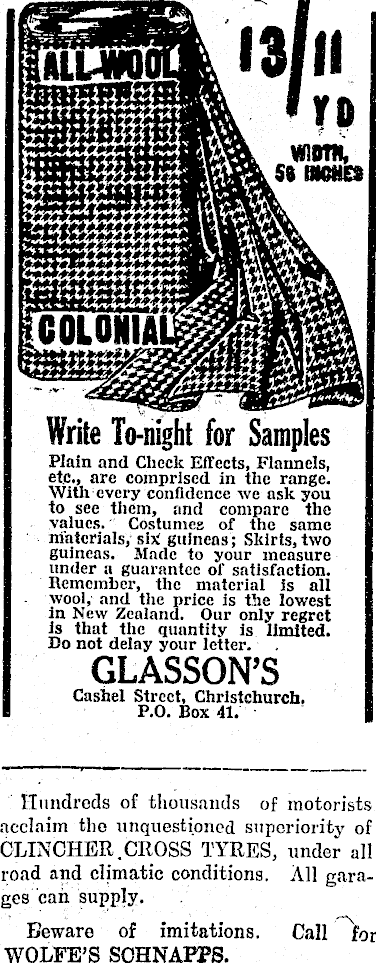 ALL-WOOL
13/11
YD
WIDTH,
56 INCHES
COLONIAL
Write To-night for Samples
Plain and Check Effects, Flannels,
etc., are comprised in the range.
With every confidence we ask you
to see them, and compare the
values. Costumes of the same
materials, six guineas; Skirts, two
guineas. Made to your measure
under a guarantee of satisfaction.
Remember, the material is all
wool, and the price is the lowest
in New Zealand. Our only regret
is that the quantity is limited.
Do not delay your letter.
GLASSON'S
Cashel Street, Christchurch.
P.O. Box 41.
Hundreds of thousands of motorists
acclaim the unquestioned superiority of
CLINCHER CROSS TYRES, under all
road and climatic conditions. All gara-
ges can supply.
Beware of imitations. Call for
WOLFE'S SCHNAPPS.